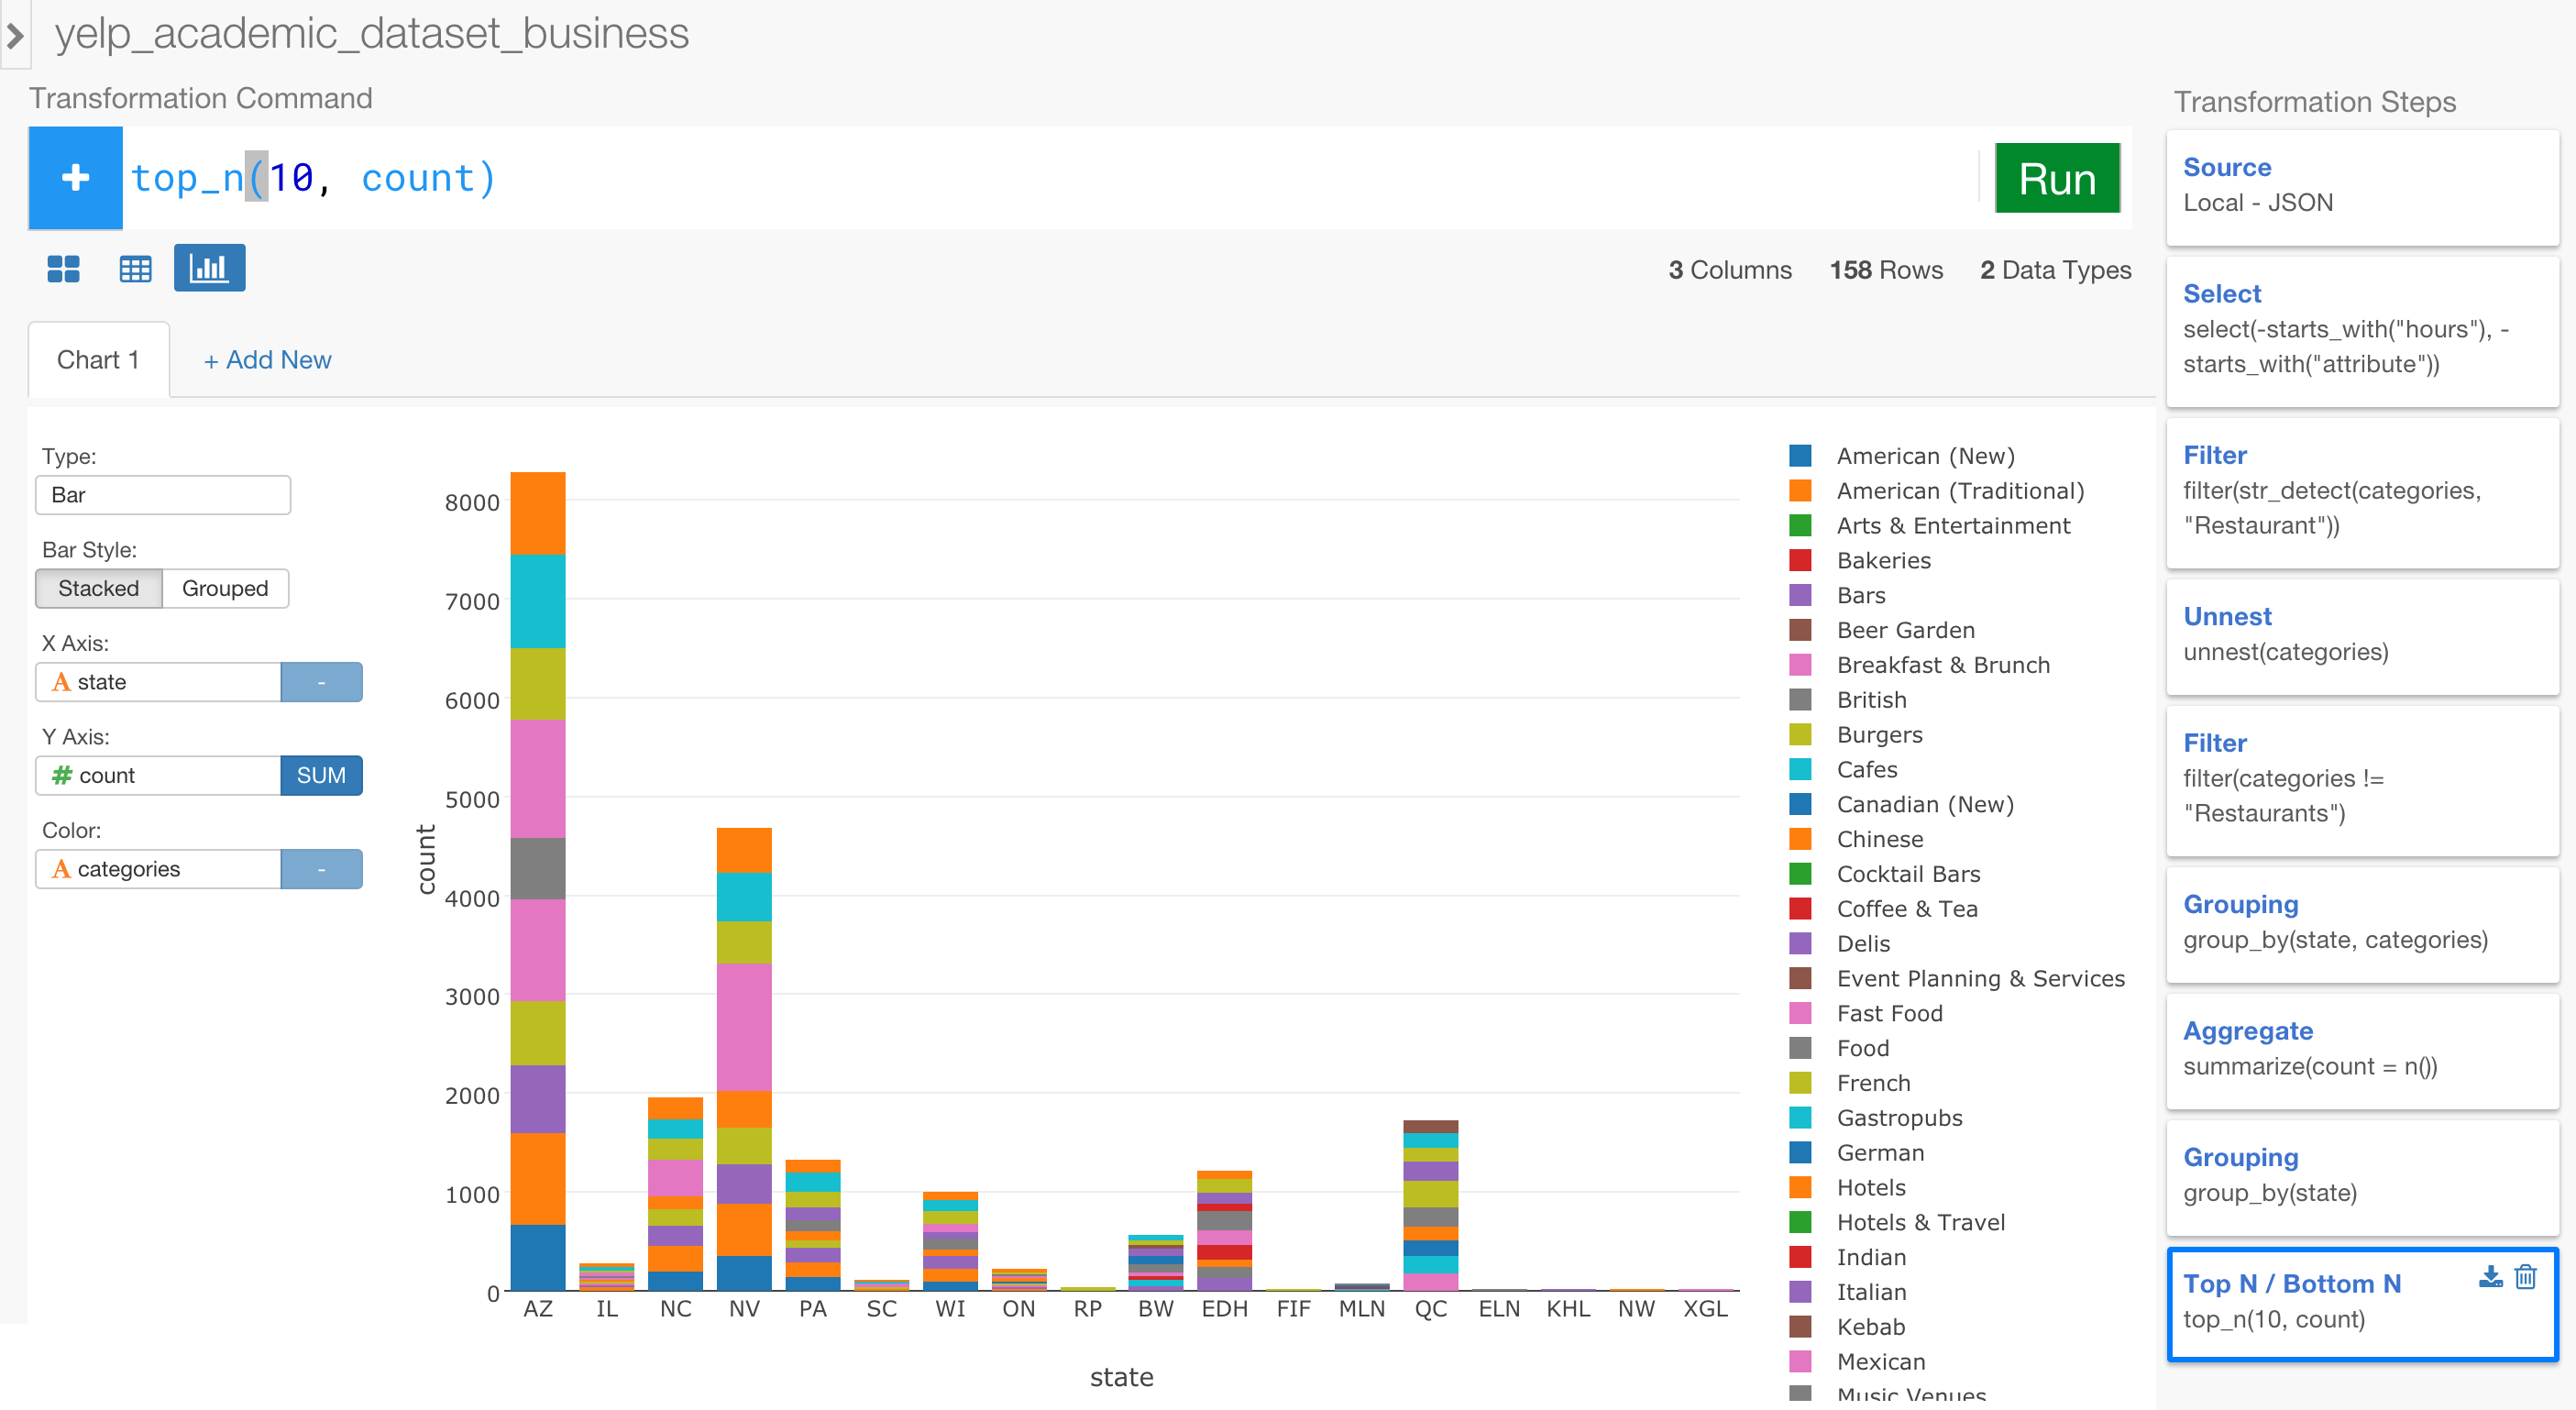 yelp_academic_dataset_business
Transformation Command
top_n(10, count)
Run
3 Columns 158 Rows 2 Data Types
Chart 1
+ Add New
Type:
Bar
Bar Style:
Stacked Grouped
X Axis:
A state -
Y Axis:
# count SUM
Color:
A categories -
count
8000
7000
6000
5000
4000
3000
2000
1000
0
AZ IL NC NV PA SC WI ON RP BW EDH FIF MLN QC ELN KHL NW XGL
state
American (New)
American (Traditional)
Arts & Entertainment
Bakeries
Bars
Beer Garden
Breakfast & Brunch
British
Burgers
Cafes
Canadian (New)
Chinese
Cocktail Bars
Coffee & Tea
Delis
Event Planning & Services
Fast Food
Food
French
Gastropubs
German
Hotels
Hotels & Travel
Indian
Italian
Kebab
Mexican
Music Venues
Transformation Steps
Source
Local - JSON
Select
select(-starts_with("hours"), -
starts_with("attribute"))
Filter
filter(str_detect(categories,
"Restaurant"))
Unnest
unnest(categories)
Filter
filter(categories !=
"Restaurants")
Grouping
group_by(state, categories)
Aggregate
summarize(count = n())
Grouping
group_by(state)
Top N / Bottom N
top_n(10, count)